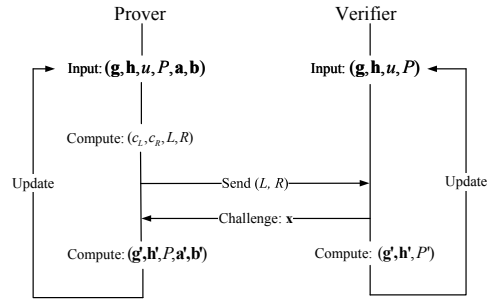 Prover Verifier
Input: (g,h,u,P,a,b) Input: (g,h,u,P)
Compute: (c_L,c_R,L,R)
Update Send (L, R) Update
Challenge: x
Compute: (g',h',P,a',b') Compute: (g',h',P')